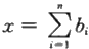 x = \sum_{i=1}^{n} b_i